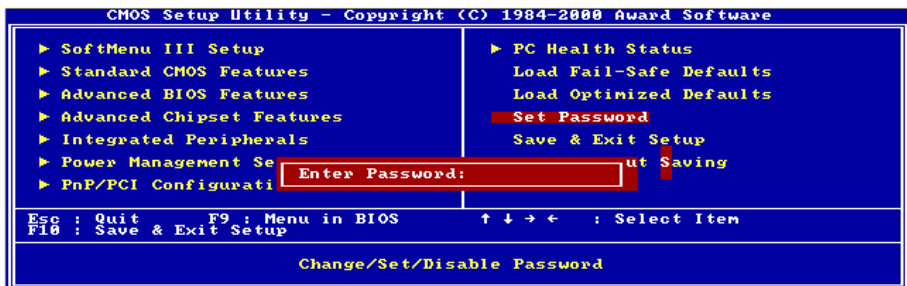 CMOS Setup Utility - Copyright (C) 1984-2000 Award Software
► SoftMenu III Setup
► Standard CMOS Features
► Advanced BIOS Features
► Advanced Chipset Features
► Integrated Peripherals
► Power Management Se
► PnP/PCI Configurati
► PC Health Status
Load Fail-Safe Defaults
Load Optimized Defaults
Set Password
Save & Exit Setup
ut Saving
Enter Password:
Esc : Quit F9 : Menu in BIOS ↑ ↓ → ← : Select Item
F10 : Save & Exit Setup
Change/Set/Disable Password